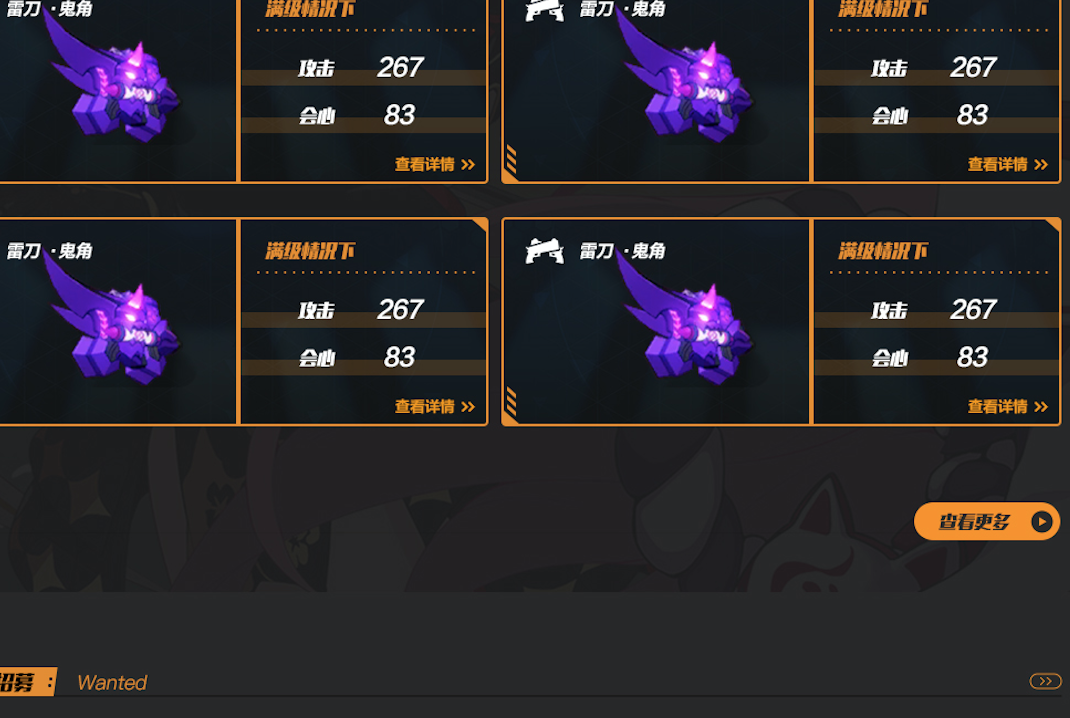 雷刀·鬼角
满级情况下
攻击 267
会心 83
查看详情
雷刀·鬼角
满级情况下
攻击 267
会心 83
查看详情
雷刀·鬼角
满级情况下
攻击 267
会心 83
查看详情
雷刀·鬼角
满级情况下
攻击 267
会心 83
查看详情
查看更多
招募：
Wanted